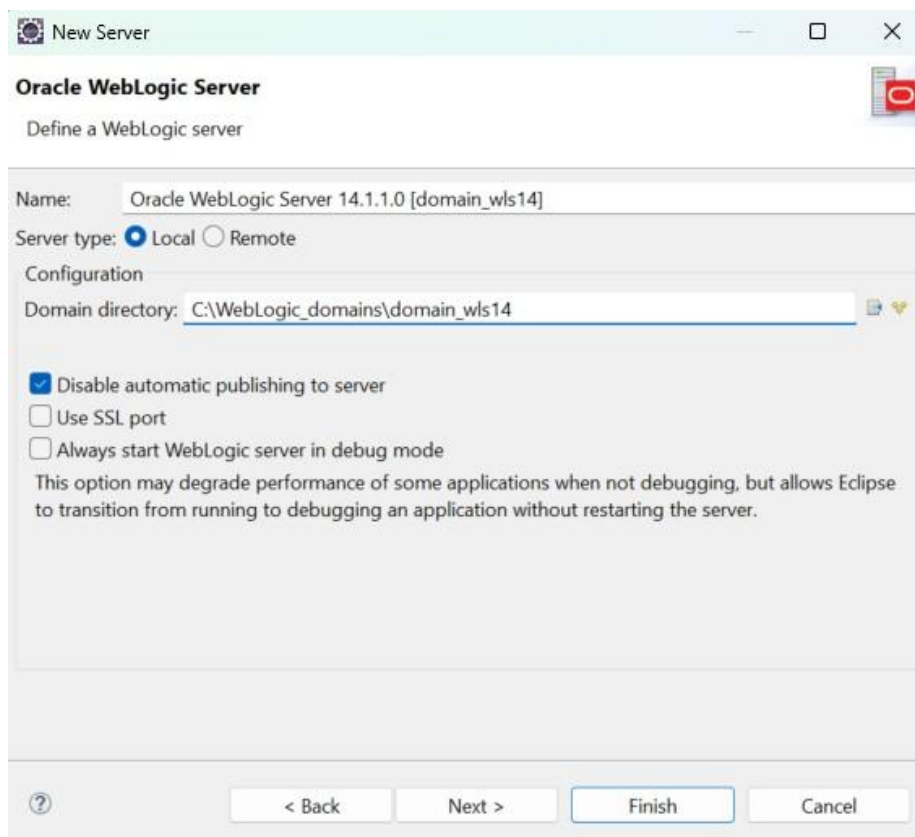 New Server
Oracle WebLogic Server
Define a WebLogic server
Name: Oracle WebLogic Server 14.1.1.0 [domain_wls14]
Server type: Local Remote
Configuration
Domain directory: C:\WebLogic_domains\domain_wls14
Disable automatic publishing to server
Use SSL port
Always start WebLogic server in debug mode
This option may degrade performance of some applications when not debugging, but allows Eclipse
to transition from running to debugging an application without restarting the server.
? < Back Next > Finish Cancel